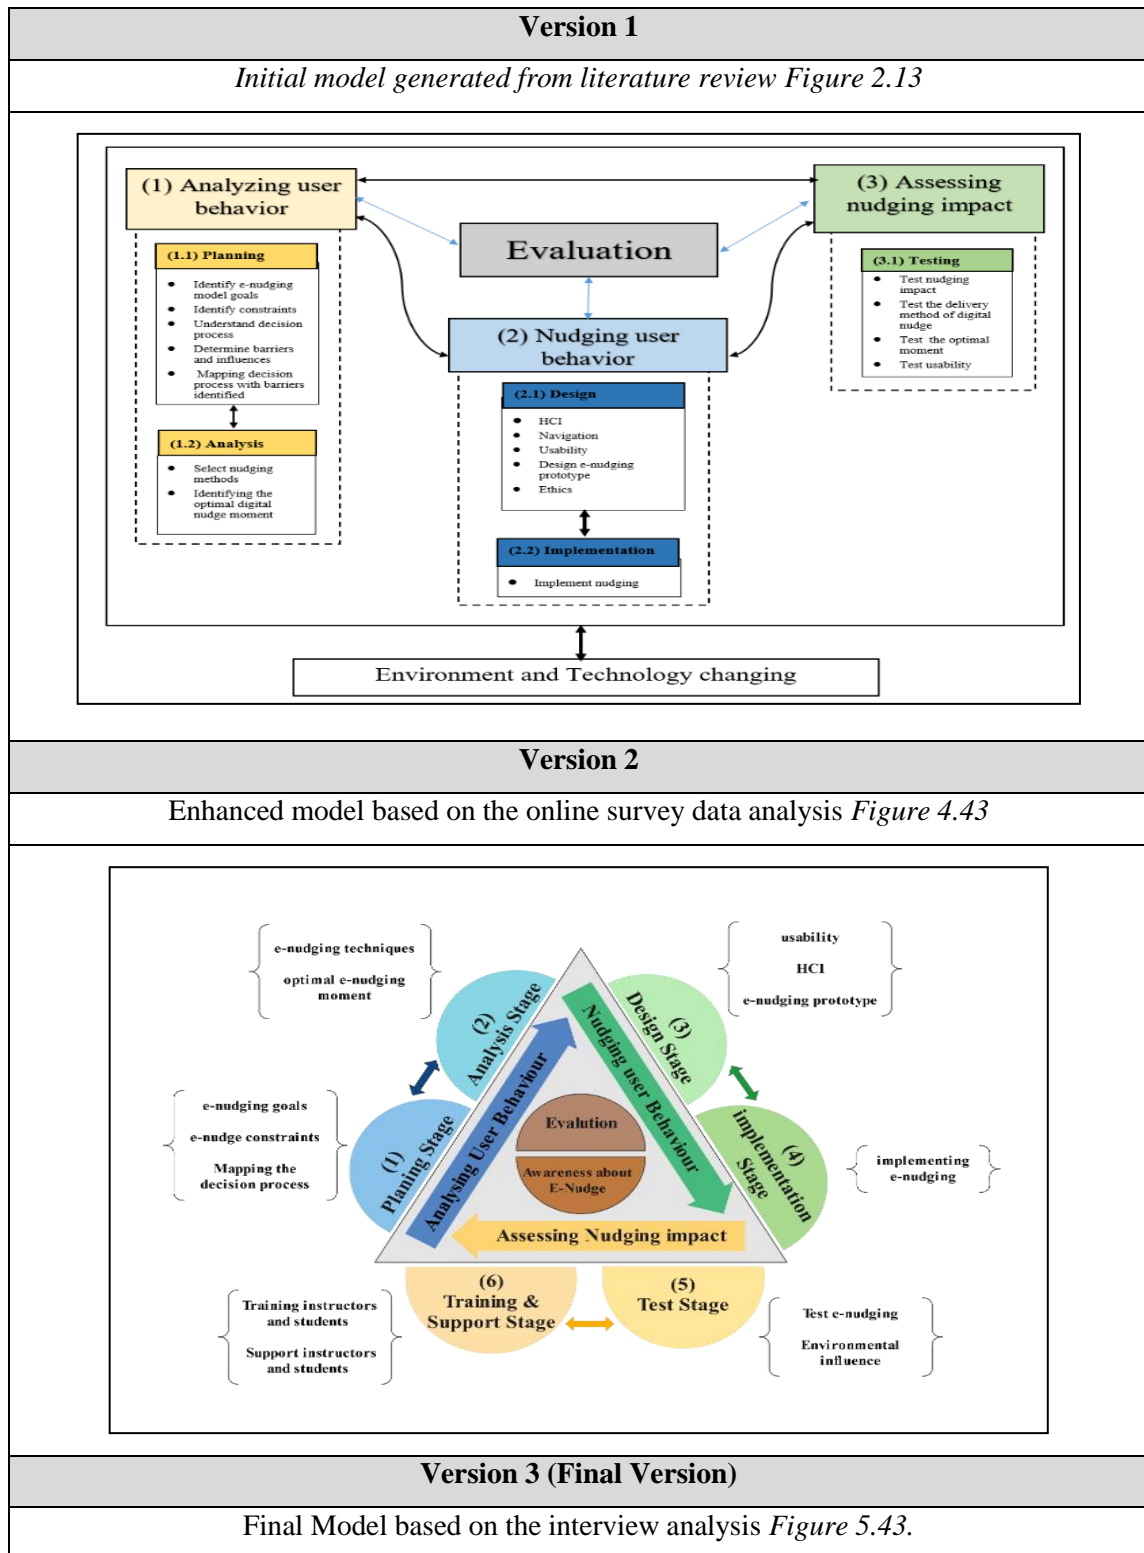 Version 1
Initial model generated from literature review Figure 2.13
(1) Analyzing user
behavior
(3) Assessing
nudging impact
Evaluation
(1.1) Planning
● Identify e-nudging
model goals
● Identify constraints
● Understand decision
process
● Determine barriers
and influences
● Mapping decision
process with barriers
identified
(1.2) Analysis
● Select nudging
methods
● Identifying the
optimal digital
nudge moment
(2) Nudging user
behavior
(2.1) Design
● HCI
● Navigation
● Usability
● Design e-nudging
prototype
● Ethics
(2.2) Implementation
● Implement nudging
(3.1) Testing
● Test nudging
impact
● Test the delivery
method of digital
nudge
● Test the optimal
moment
● Test usability
Environment and Technology changing
Version 2
Enhanced model based on the online survey data analysis Figure 4.43
e-nudging techniques
optimal e-nudging
moment
usability
HCI
e-nudging prototype
(2)
Analysis Stage
(3)
Design Stage
Analysing User Behaviour
Nudging user Behaviour
e-nudging goals
e-nudge constraints
Mapping the
decision process
(1)
Planing Stage
Evalution
Awareness about
E-Nudge
(4)
implementation
Stage
implementing
e-nudging
Assessing Nudging impact
(6)
Training &
Support Stage
(5)
Test Stage
Training instructors
and students
Support instructors
and students
Test e-nudging
Environmental
influence
Version 3 (Final Version)
Final Model based on the interview analysis Figure 5.43.